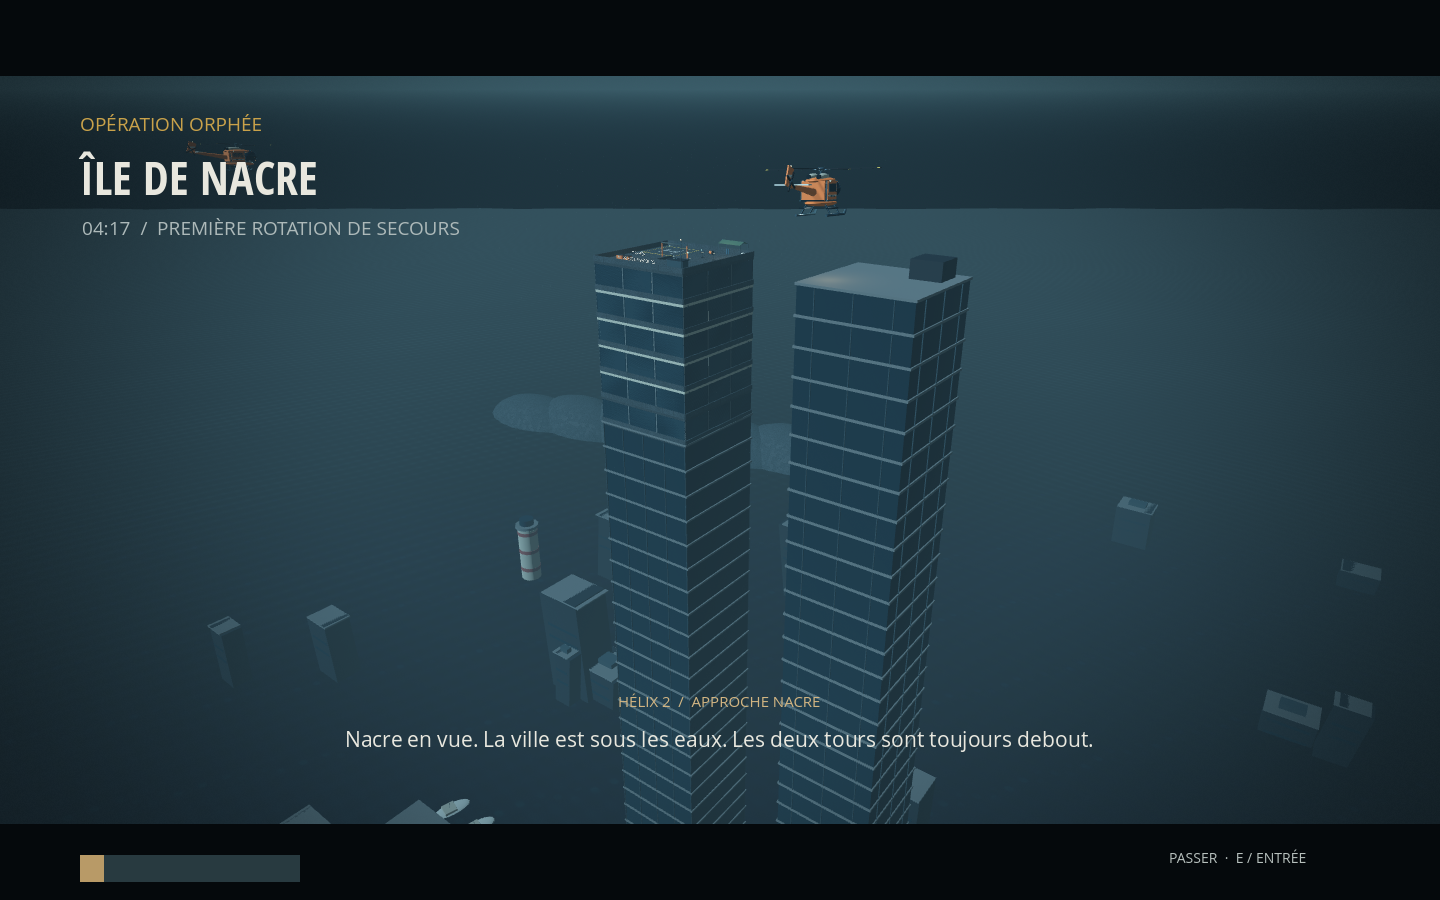 OPÉRATION ORPHÉE
ÎLE DE NACRE
04:17 / PREMIÈRE ROTATION DE SECOURS
HÉLIX 2 / APPROCHE NACRE
Nacre en vue. La ville est sous les eaux. Les deux tours sont toujours debout.
PASSER · E / ENTRÉE